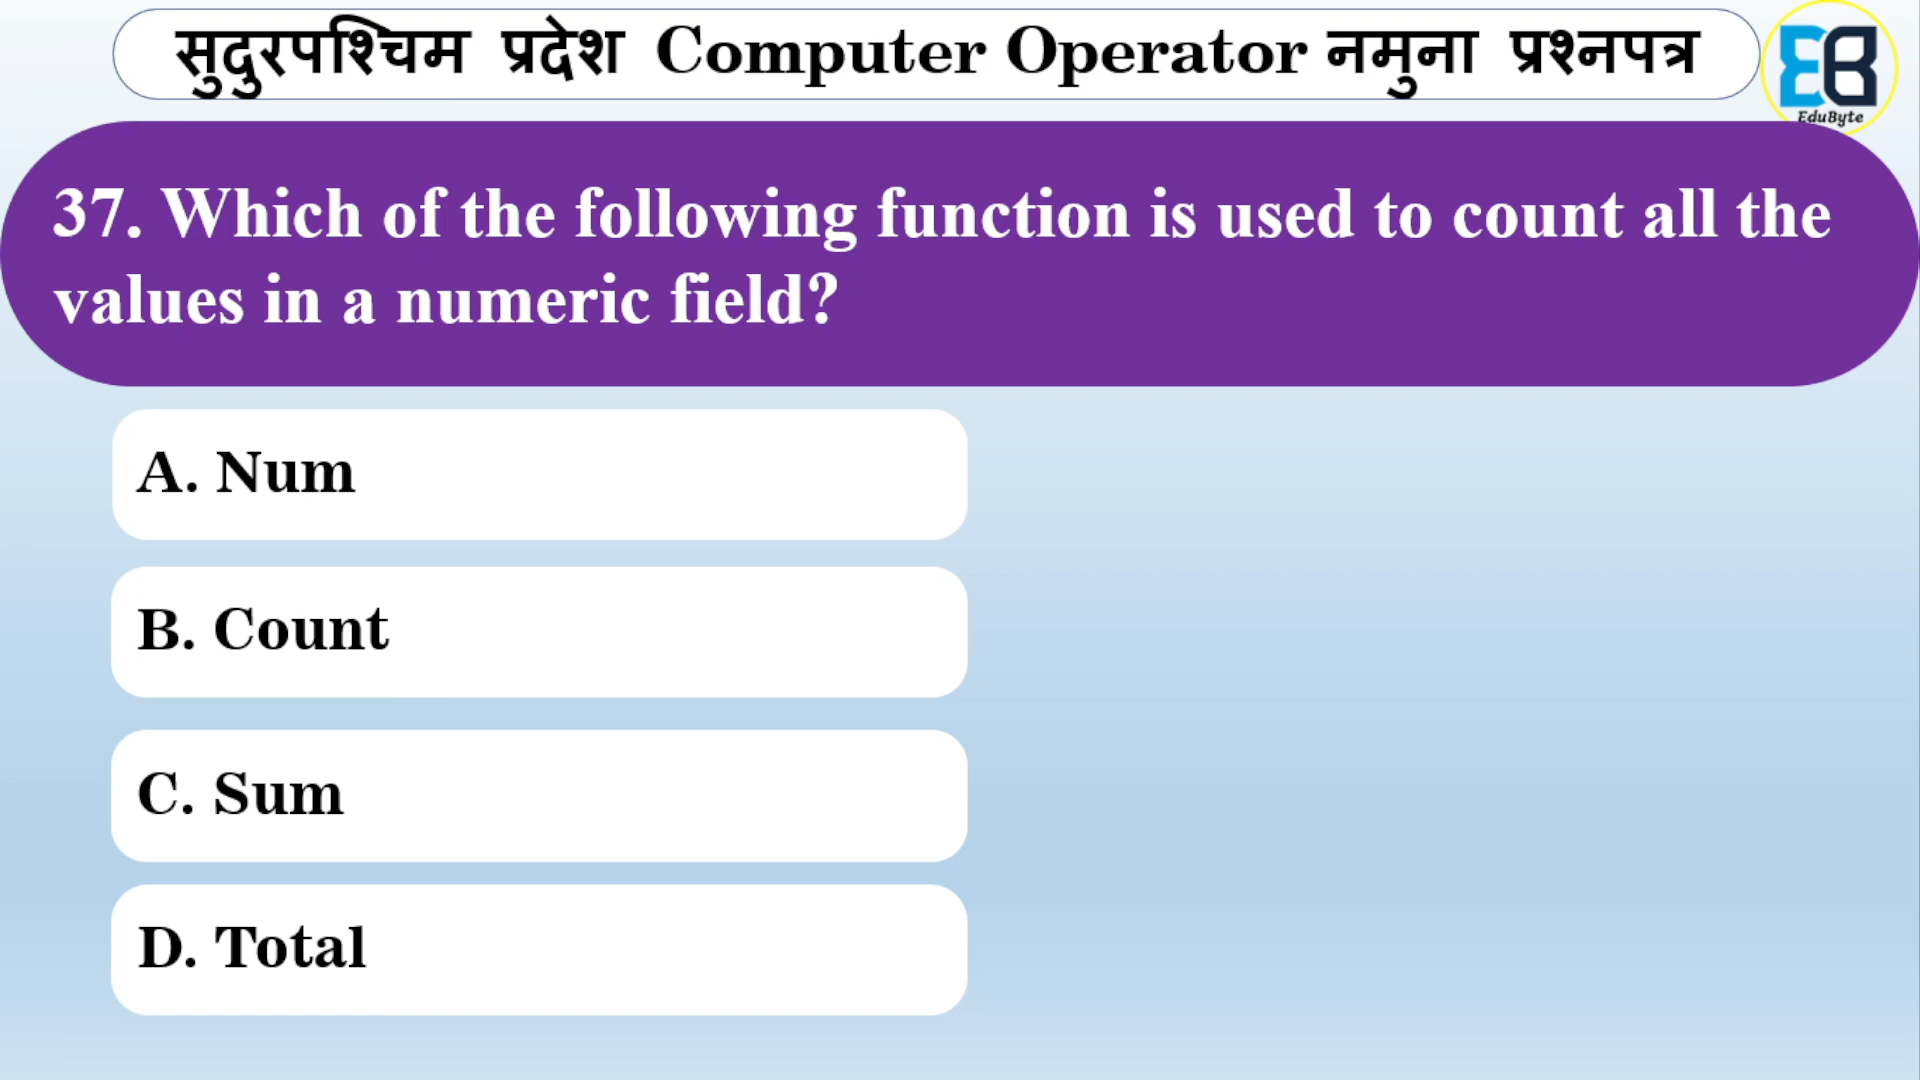 सुदुरपश्चिम प्रदेश Computer Operator नमुना प्रश्नपत्र
EduByte
37. Which of the following function is used to count all the
values in a numeric field?
A. Num
B. Count
C. Sum
D. Total